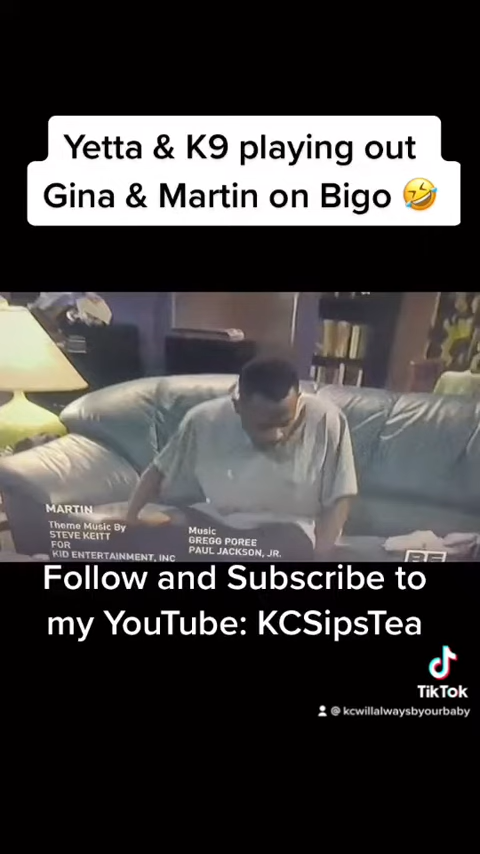 Yetta & K9 playing out
Gina & Martin on Bigo 🤣
MARTIN
Theme Music By
STEVE KEITT
FOR
KID ENTERTAINMENT, INC
Music
GREGG POREE
PAUL JACKSON, JR.
BE
Follow and Subscribe to
my YouTube: KCSipsTea
TikTok
@ kcwillalwaysbyourbaby